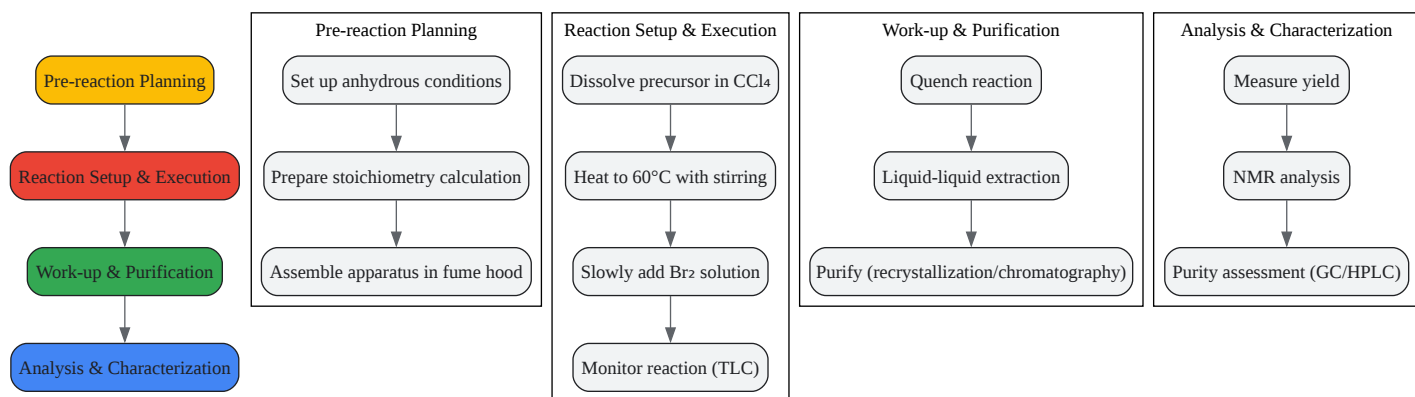 Pre-reaction Planning
Reaction Setup & Execution
Work-up & Purification
Analysis & Characterization
Pre-reaction Planning
Set up anhydrous conditions
Prepare stoichiometry calculation
Assemble apparatus in fume hood
Reaction Setup & Execution
Dissolve precursor in CCl₄
Heat to 60°C with stirring
Slowly add Br₂ solution
Monitor reaction (TLC)
Work-up & Purification
Quench reaction
Liquid-liquid extraction
Purify (recrystallization/chromatography)
Analysis & Characterization
Measure yield
NMR analysis
Purity assessment (GC/HPLC)